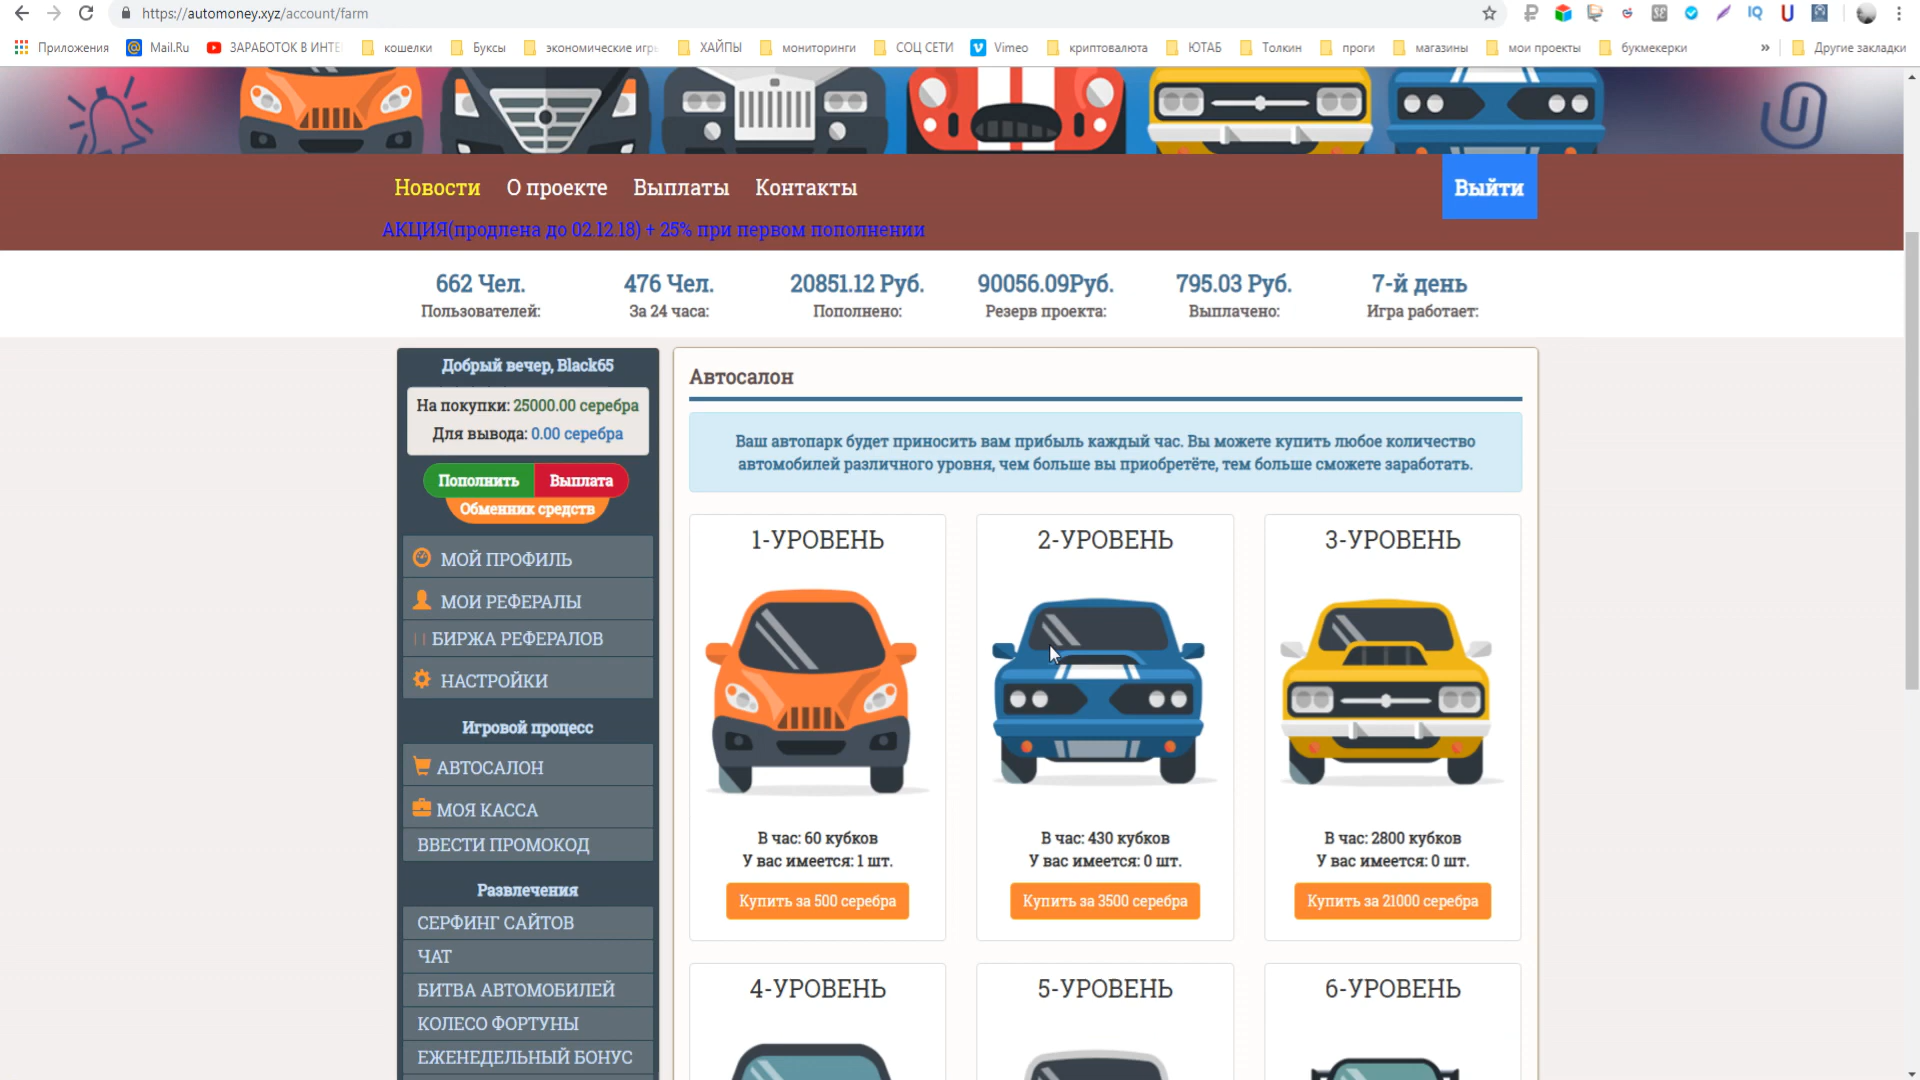 https://automoney.xyz/account/farm
Приложения
Mail.Ru
ЗАРАБОТОК В ИНТЕ
кошелки
Буксы
экономические игры
ХАЙПЫ
мониторинги
СОЦ СЕТИ
Vimeo
криптовалюта
ЮТАБ
Толкин
проги
магазины
мои проекты
букмекерки
»
Другие закладки
Новости
О проекте
Выплаты
Контакты
Выйти
АКЦИЯ(продлена до 02.12.18) + 25% при первом пополнении
662 Чел.
Пользователей:
476 Чел.
За 24 часа:
20851.12 Руб.
Пополнено:
90056.09Руб.
Резерв проекта:
795.03 Руб.
Выплачено:
7-й день
Игра работает:
Добрый вечер, Black65
На покупки: 25000.00 серебра
Для вывода: 0.00 серебра
Пополнить
Выплата
Обменник средств
МОЙ ПРОФИЛЬ
МОИ РЕФЕРАЛЫ
БИРЖА РЕФЕРАЛОВ
НАСТРОЙКИ
Игровой процесс
АВТОСАЛОН
МОЯ КАССА
ВВЕСТИ ПРОМОКОД
Развлечения
СЕРФИНГ САЙТОВ
ЧАТ
БИТВА АВТОМОБИЛЕЙ
КОЛЕСО ФОРТУНЫ
ЕЖЕНЕДЕЛЬНЫЙ БОНУС
Автосалон
Ваш автопарк будет приносить вам прибыль каждый час. Вы можете купить любое количество
автомобилей различного уровня, чем больше вы приобретёте, тем больше сможете заработать.
1-УРОВЕНЬ
В час: 60 кубков
У вас имеется: 1 шт.
Купить за 500 серебра
2-УРОВЕНЬ
В час: 430 кубков
У вас имеется: 0 шт.
Купить за 3500 серебра
3-УРОВЕНЬ
В час: 2800 кубков
У вас имеется: 0 шт.
Купить за 21000 серебра
4-УРОВЕНЬ
5-УРОВЕНЬ
6-УРОВЕНЬ